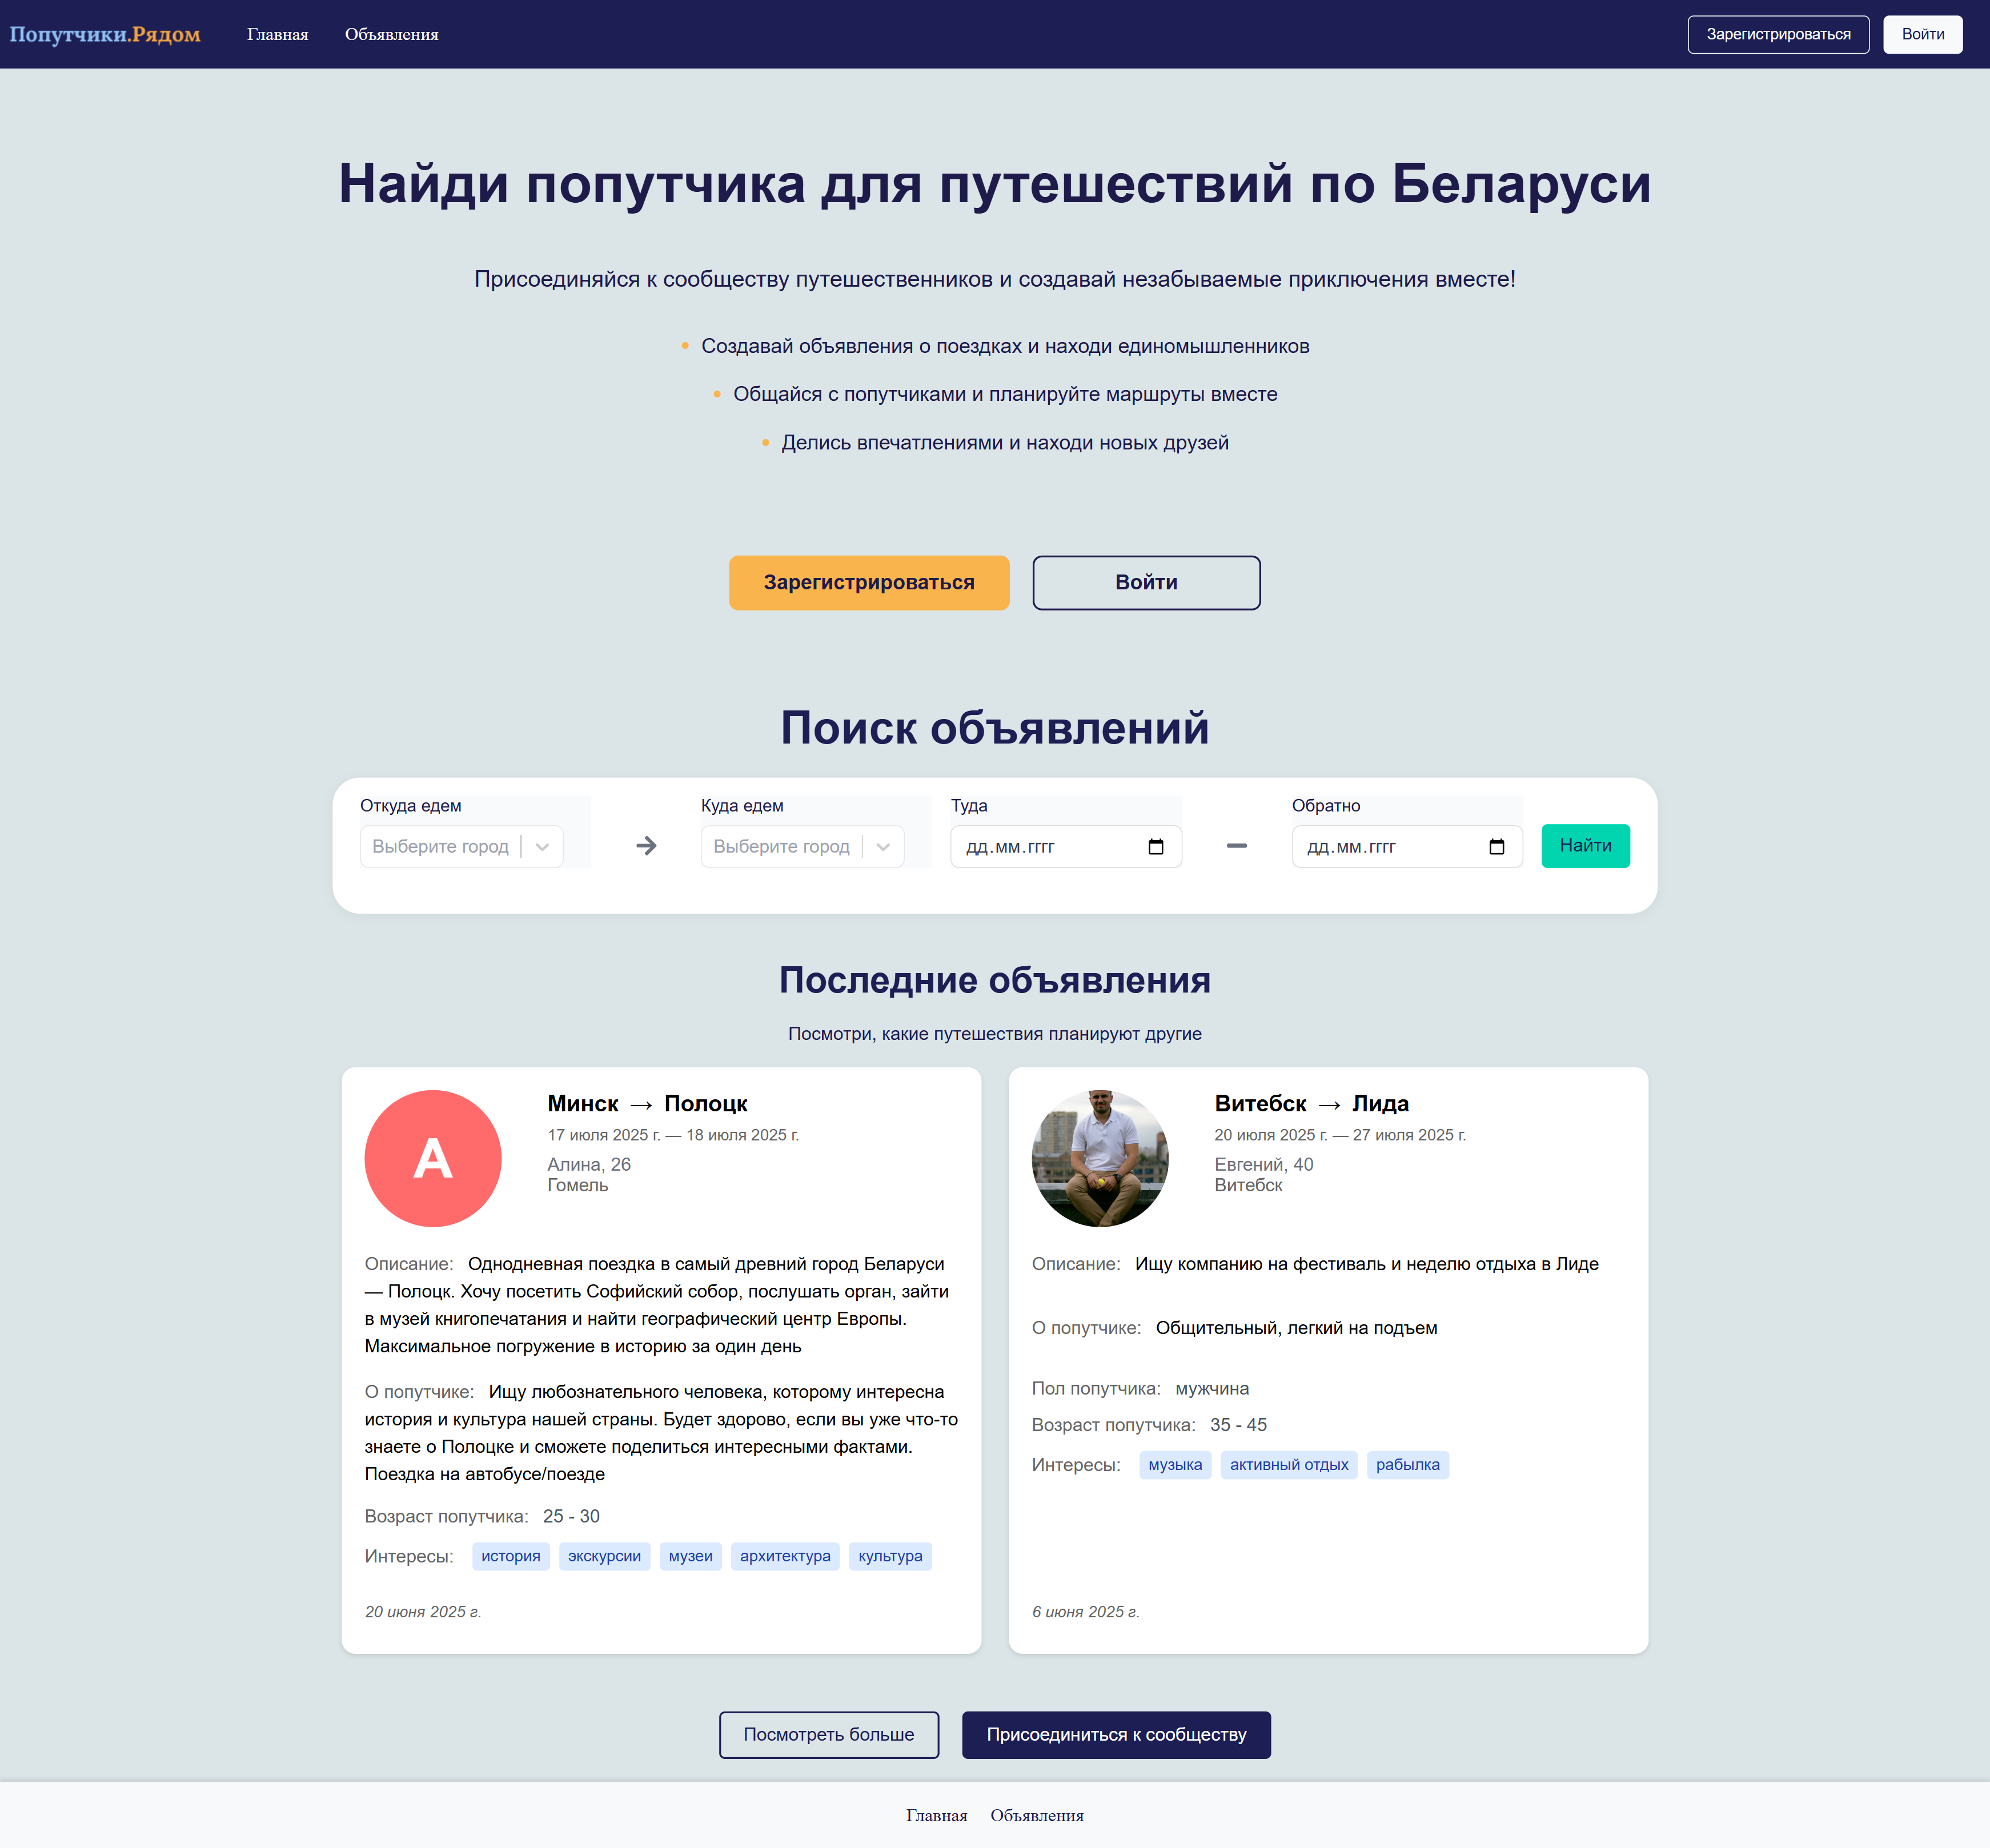 Попутчики.Рядом
Главная
Объявления
Зарегистрироваться
Войти
Найди попутчика для путешествий по Беларуси
Присоединяйся к сообществу путешественников и создавай незабываемые приключения вместе!
Создавай объявления о поездках и находи единомышленников
Общайся с попутчиками и планируйте маршруты вместе
Делись впечатлениями и находи новых друзей
Зарегистрироваться
Войти
Поиск объявлений
Откуда едем
Выберите город
Куда едем
Выберите город
Туда
дд.мм.гггг
Обратно
дд.мм.гггг
Найти
Последние объявления
Посмотри, какие путешествия планируют другие
А
Минск → Полоцк
17 июля 2025 г. — 18 июля 2025 г.
Алина, 26
Гомель
Описание: Однодневная поездка в самый древний город Беларуси
— Полоцк. Хочу посетить Софийский собор, послушать орган, зайти
в музей книгопечатания и найти географический центр Европы.
Максимальное погружение в историю за один день
О попутчике: Ищу любознательного человека, которому интересна
история и культура нашей страны. Будет здорово, если вы уже что-то
знаете о Полоцке и сможете поделиться интересными фактами.
Поездка на автобусе/поезде
Возраст попутчика: 25 - 30
Интересы: история экскурсии музеи архитектура культура
20 июня 2025 г.
Витебск → Лида
20 июля 2025 г. — 27 июля 2025 г.
Евгений, 40
Витебск
Описание: Ищу компанию на фестиваль и неделю отдыха в Лиде
О попутчике: Общительный, легкий на подъем
Пол попутчика: мужчина
Возраст попутчика: 35 - 45
Интересы: музыка активный отдых рабылка
6 июня 2025 г.
Посмотреть больше
Присоединиться к сообществу
Главная
Объявления